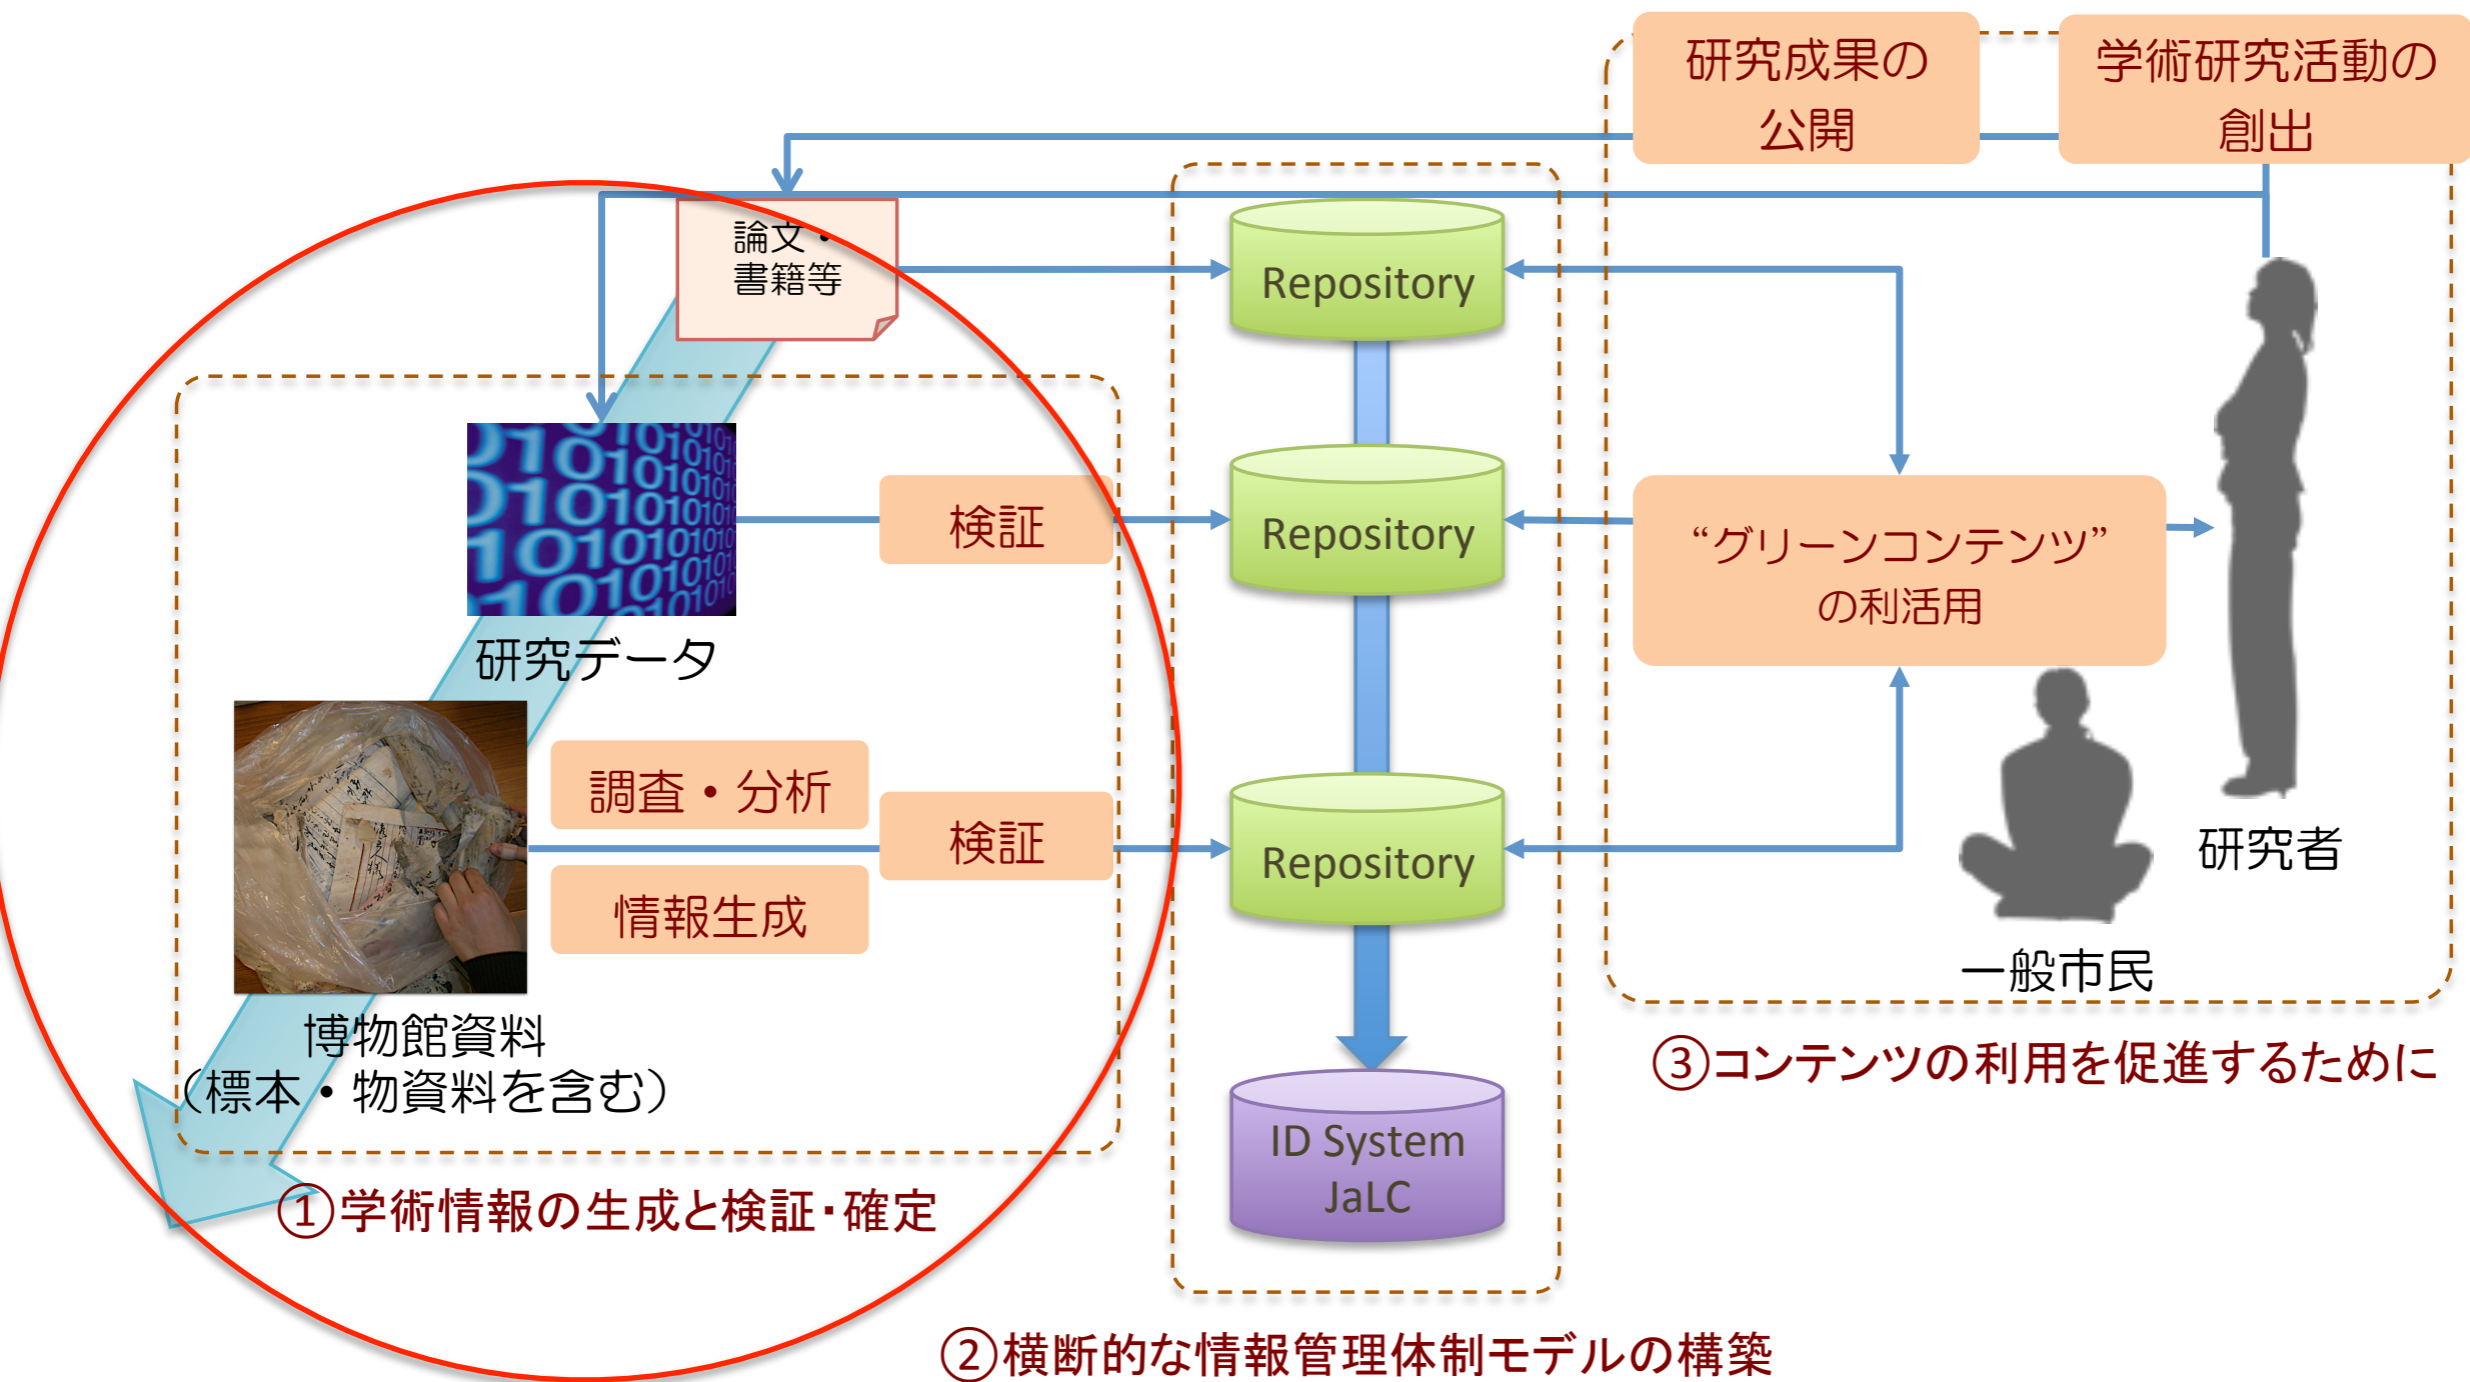 研究成果の
公開
学術研究活動の
創出
論文・
書籍等
Repository
研究データ
検証
Repository
“グリーンコンテンツ”
の利活用
調査・分析
検証
情報生成
Repository
研究者
一般市民
博物館資料
（標本・物資料を含む）
ID System
JaLC
③コンテンツの利用を促進するために
①学術情報の生成と検証・確定
②横断的な情報管理体制モデルの構築